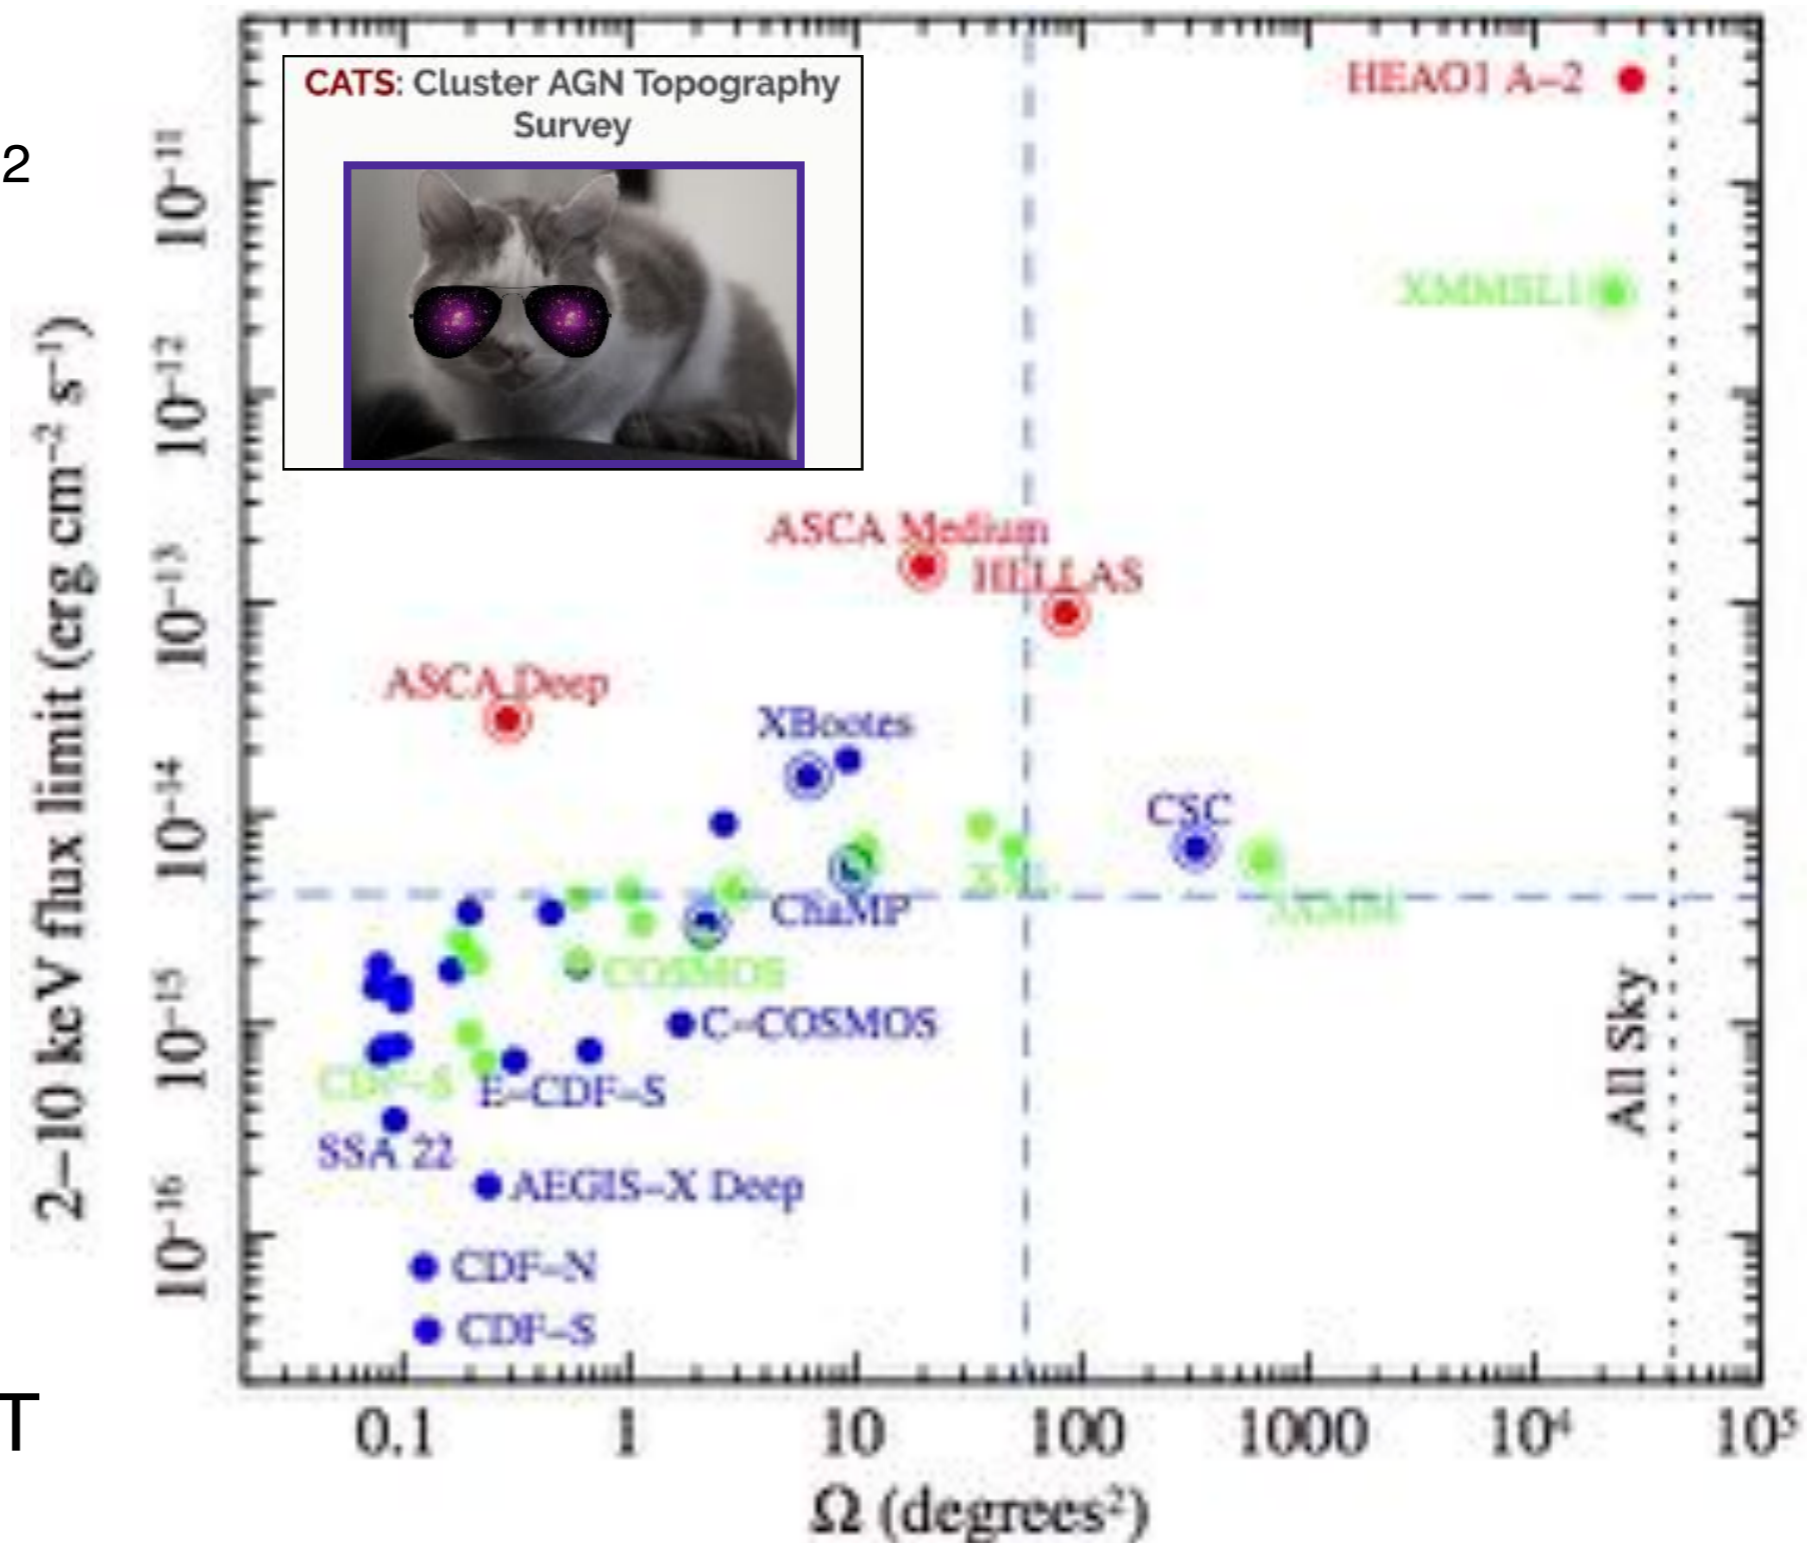 CATS: Cluster AGN Topography
Survey
2
T
2–10 keV flux limit (erg cm⁻² s⁻¹)
10⁻¹¹
10⁻¹²
10⁻¹³
10⁻¹⁴
10⁻¹⁵
10⁻¹⁶
HEAO1 A–2
XMMSL1
ASCA Medium
HELLAS
ASCA Deep
XBootes
CSC
ChaMP
COSMOS
C–COSMOS
CDF–S
E–CDF–S
SSA 22
AEGIS–X Deep
CDF–N
CDF–S
All Sky
0.1 1 10 100 1000 10⁴ 10⁵
Ω (degrees²)